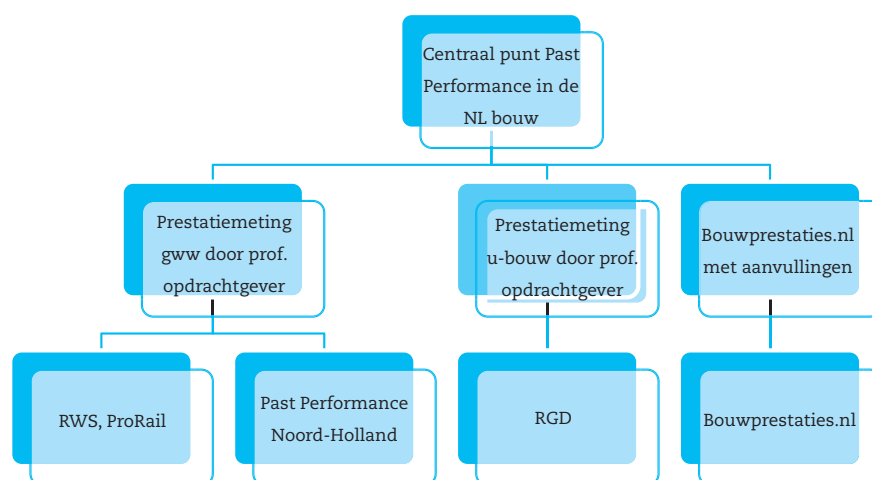 Centraal punt Past
Performance in de
NL bouw
Prestatiemeting
gww door prof.
opdrachtgever
Prestatiemeting
u-bouw door prof.
opdrachtgever
Bouwprestaties.nl
met aanvullingen
RWS, ProRail
Past Performance
Noord-Holland
RGD
Bouwprestaties.nl